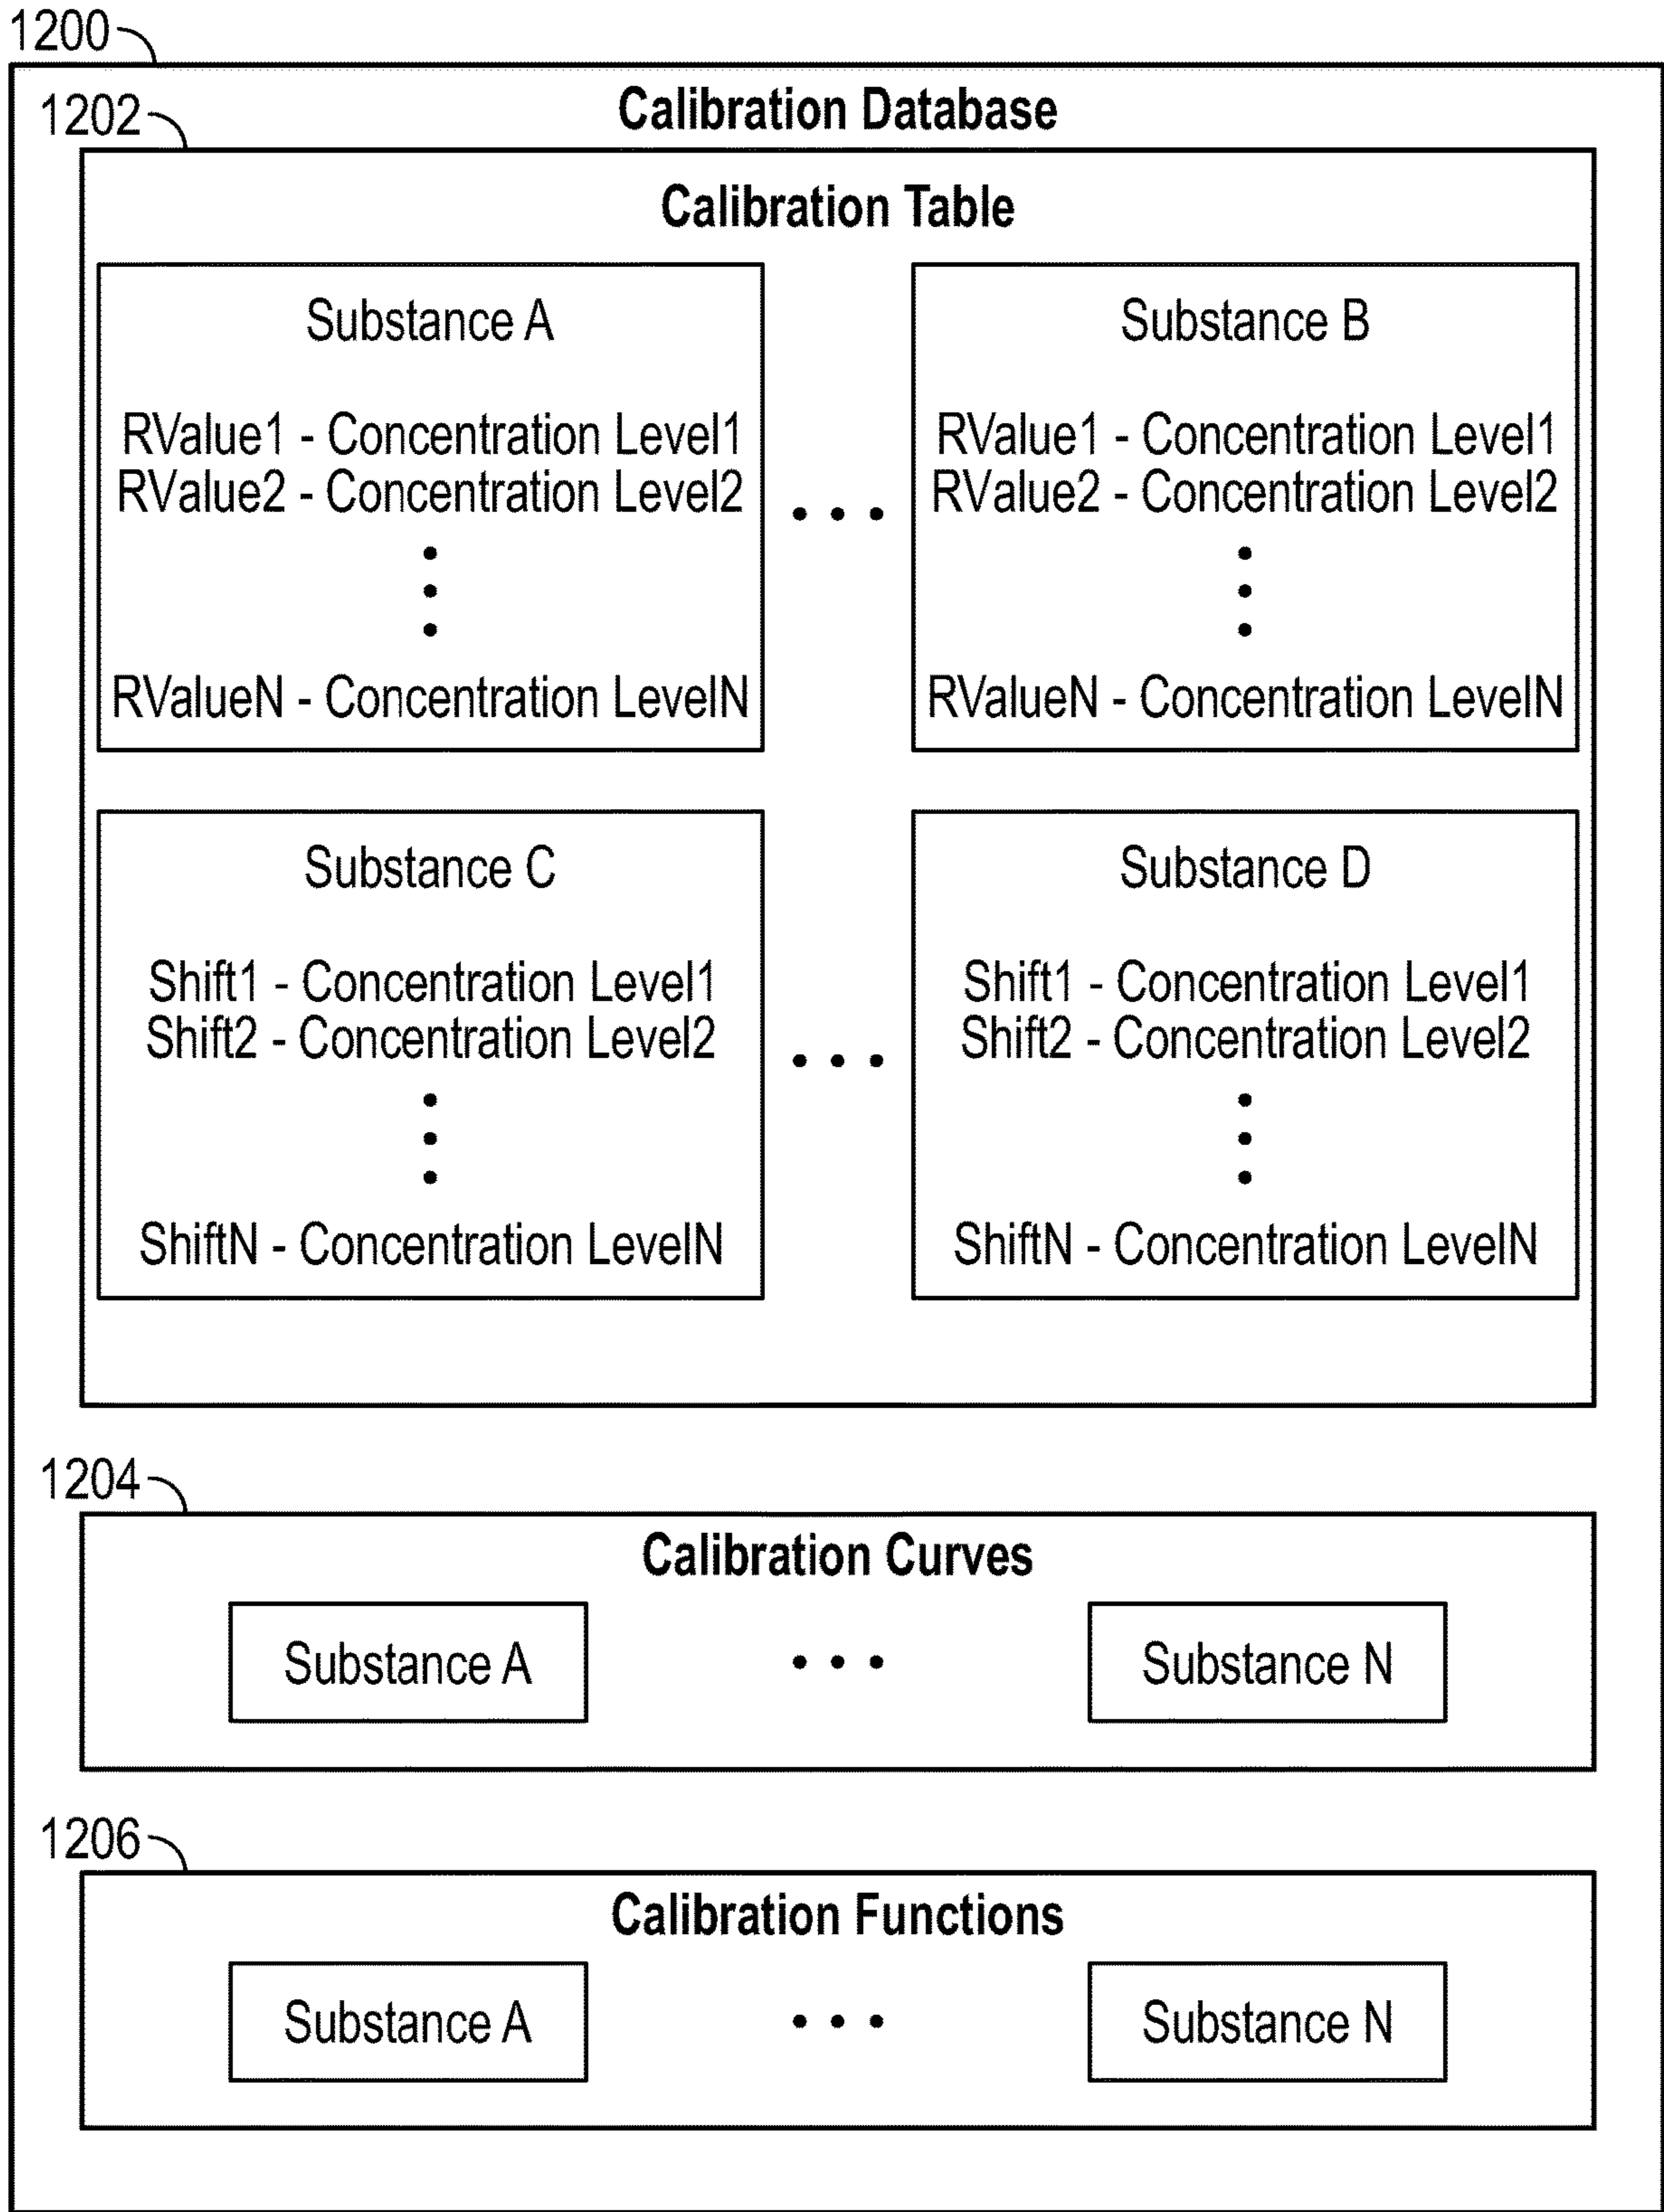 1200
Calibration Database
1202
Calibration Table
Substance A
RValue1 - Concentration Level1
RValue2 - Concentration Level2
RValueN - Concentration LevelN
Substance B
RValue1 - Concentration Level1
RValue2 - Concentration Level2
RValueN - Concentration LevelN
Substance C
Shift1 - Concentration Level1
Shift2 - Concentration Level2
ShiftN - Concentration LevelN
Substance D
Shift1 - Concentration Level1
Shift2 - Concentration Level2
ShiftN - Concentration LevelN
1204
Calibration Curves
Substance A
Substance N
1206
Calibration Functions
Substance A
Substance N